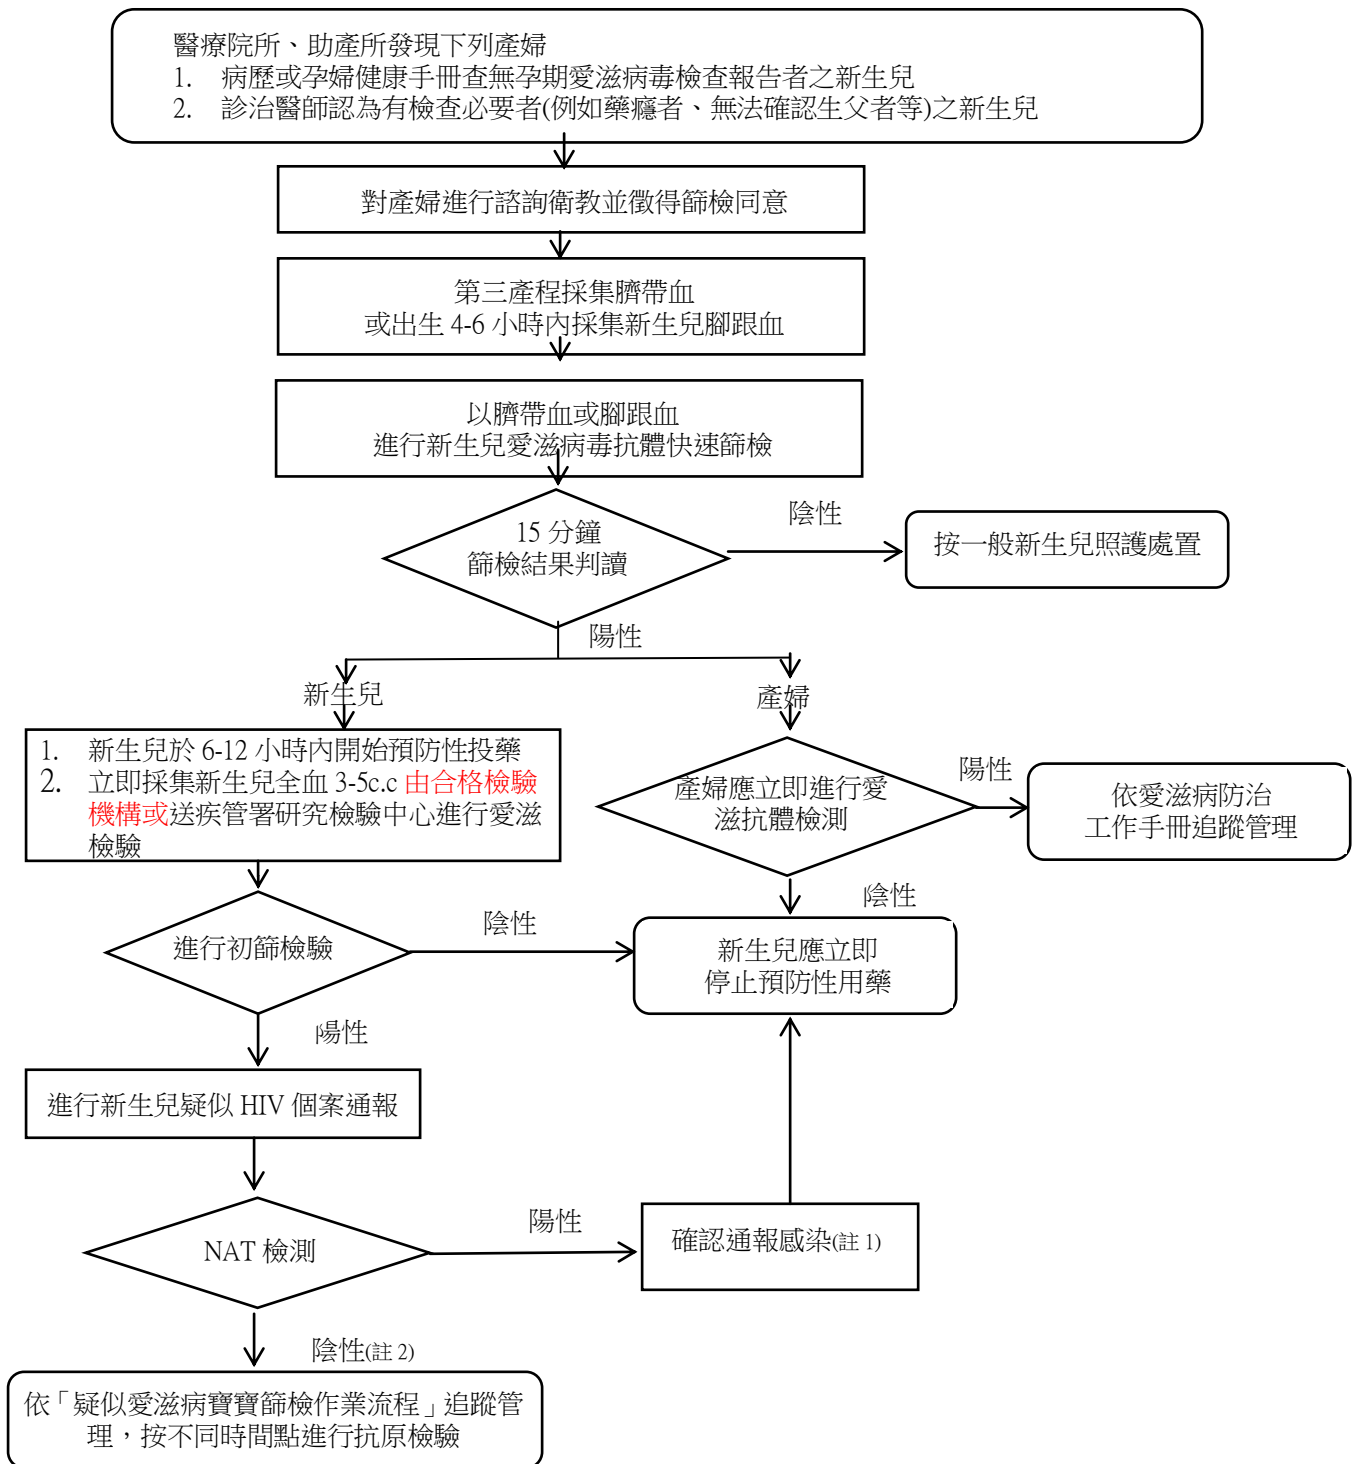 醫療院所、助產所發現下列產婦
1. 病歷或孕婦健康手冊查無孕期愛滋病毒檢查報告者之新生兒
2. 診治醫師認為有檢查必要者(例如藥癮者、無法確認生父者等)之新生兒
對產婦進行諮詢衛教並徵得篩檢同意
第三產程採集臍帶血
或出生 4-6 小時內採集新生兒腳跟血
以臍帶血或腳跟血
進行新生兒愛滋病毒抗體快速篩檢
15 分鐘
篩檢結果判讀
陰性
按一般新生兒照護處置
陽性
新生兒
產婦
1. 新生兒於 6-12 小時內開始預防性投藥
2. 立即採集新生兒全血 3-5c.c 由合格檢驗
機構或送疾管署研究檢驗中心進行愛滋
檢驗
產婦應立即進行愛
滋抗體檢測
陽性
依愛滋病防治
工作手冊追蹤管理
陰性
進行初篩檢驗
陰性
新生兒應立即
停止預防性用藥
陽性
進行新生兒疑似 HIV 個案通報
NAT 檢測
陽性
確認通報感染(註 1)
陰性(註 2)
依「疑似愛滋病寶寶篩檢作業流程」追蹤管
理，按不同時間點進行抗原檢驗